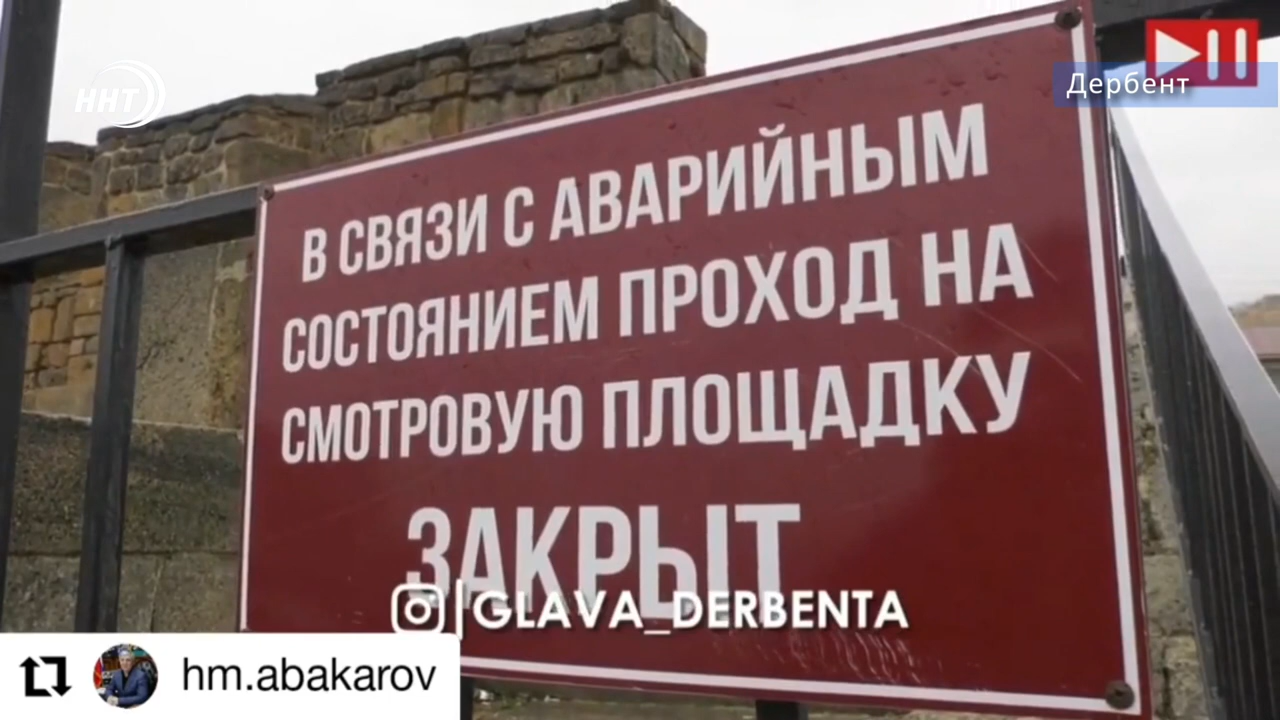 ННТ
Дербент
В СВЯЗИ С АВАРИЙНЫМ
СОСТОЯНИЕМ ПРОХОД НА
СМОТРОВУЮ ПЛОЩАДКУ
ЗАКРЫТ
GLAVA_DERBENTA
hm.abakarov